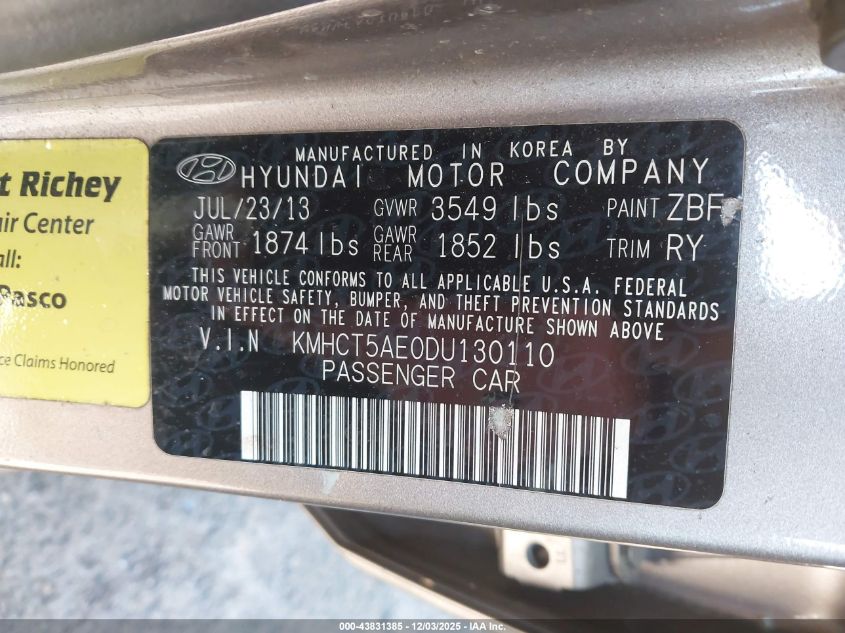 t Richey
air Center
all:
Pasco
ce Claims Honored
MANUFACTURED IN KOREA BY
HYUNDAI MOTOR COMPANY
JUL/23/13 GVWR 3549 lbs PAINT ZBF
GAWR FRONT 1874 lbs GAWR REAR 1852 lbs TRIM RY
THIS VEHICLE CONFORMS TO ALL APPLICABLE U.S.A. FEDERAL
MOTOR VEHICLE SAFETY, BUMPER, AND THEFT PREVENTION STANDARDS
IN EFFECT ON THE DATE OF MANUFACTURE SHOWN ABOVE
V.I.N KMHCT5AE0DU130110
PASSENGER CAR
000-43831385 - 12/03/2025 - IAA Inc.